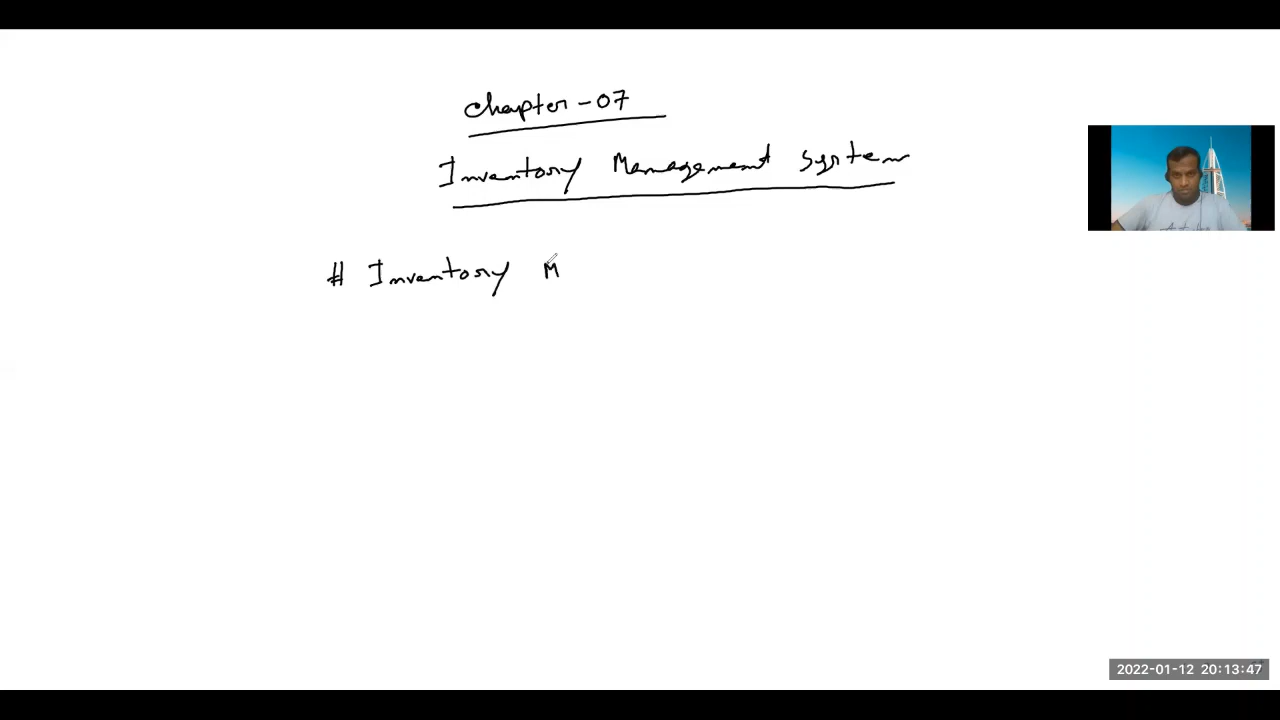 Chapter - 07
Inventory Management System
# Inventory M
2022-01-12 20:13:47